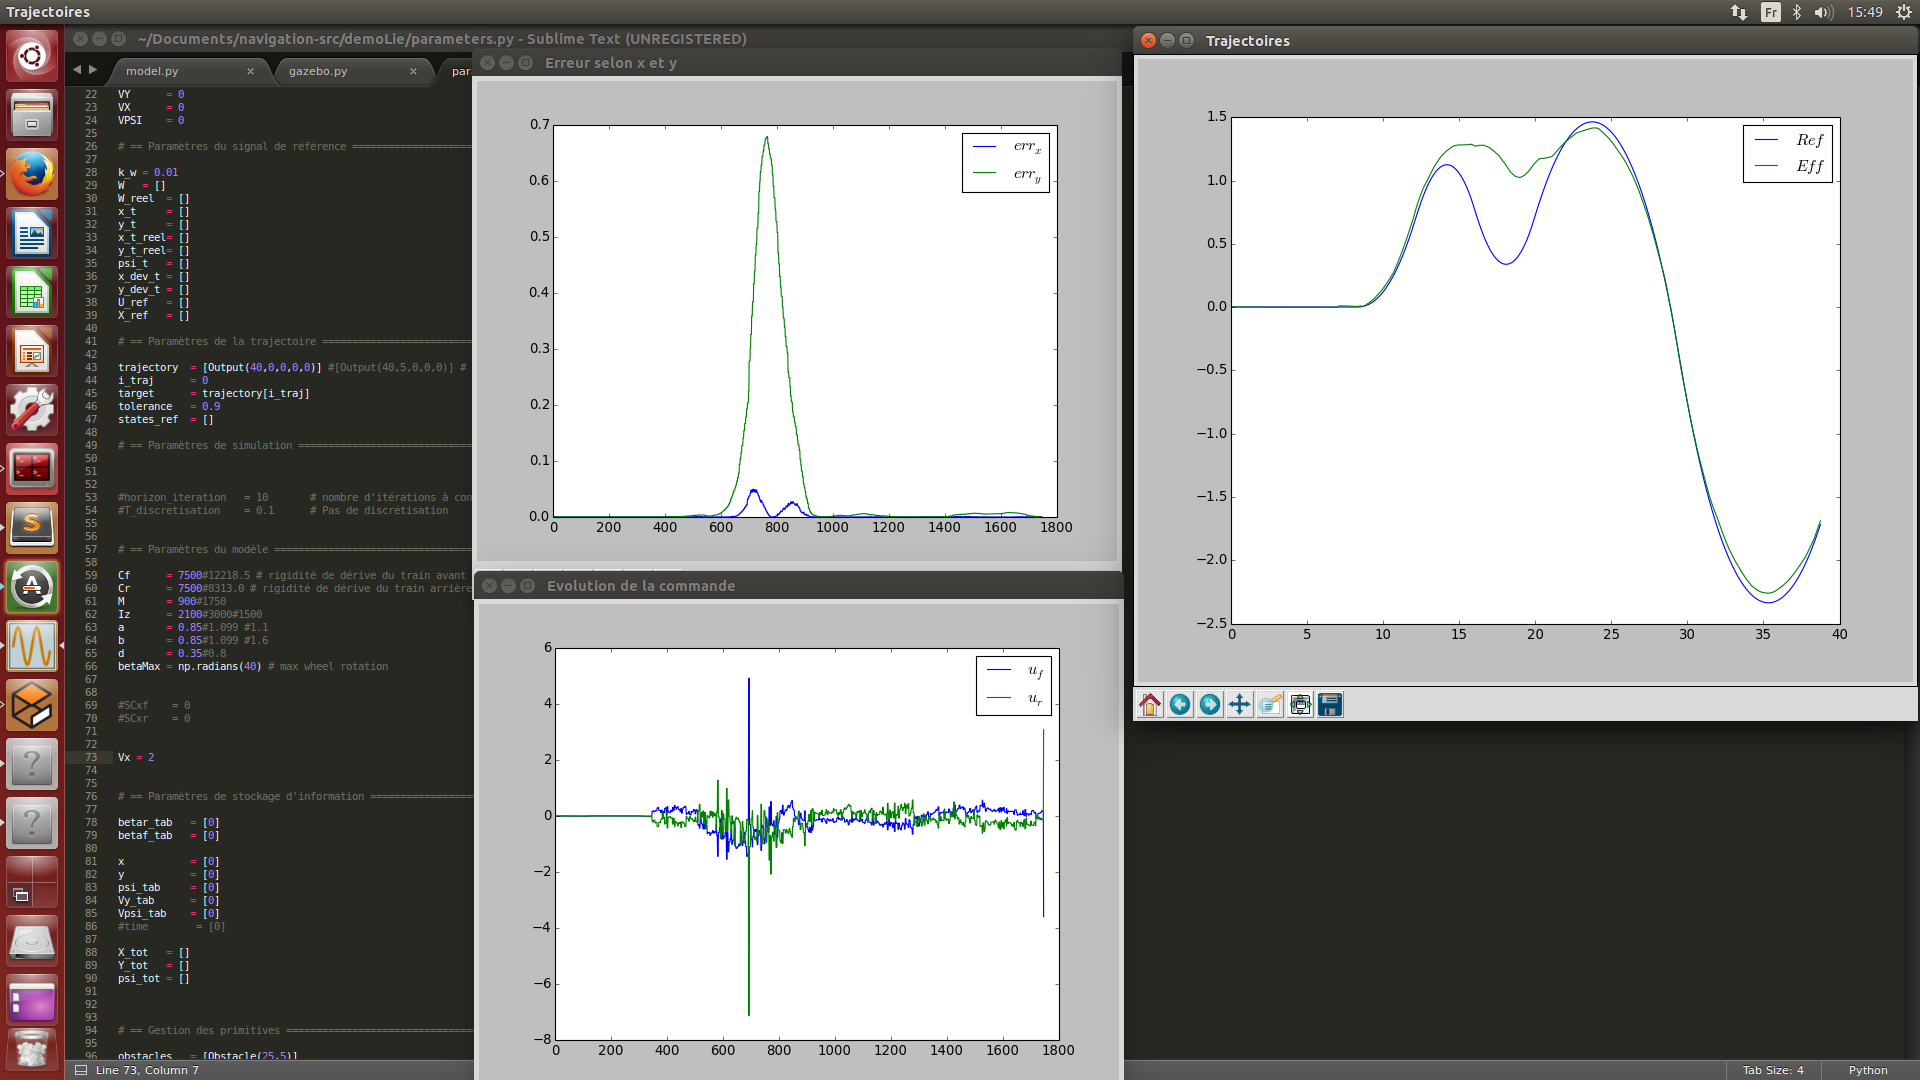 Trajectoires
Fr
15:49
~/Documents/navigation-src/demoLie/parameters.py - Sublime Text (UNREGISTERED)
model.py
gazebo.py
par
22 VY = 0
23 VX = 0
24 VPSI = 0
25
26 # == Paramètres du signal de référence ====================
27
28 k_w = 0.01
29 W = []
30 W_reel = []
31 x_t = []
32 y_t = []
33 x_t_reel= []
34 y_t_reel= []
35 psi_t = []
36 x_dev_t = []
37 y_dev_t = []
38 U_ref = []
39 X_ref = []
40
41 # == Paramètres de la trajectoire =========================
42
43 trajectory = [Output(40,0,0,0,0)] #[Output(40,5,0,0,0)] #
44 i_traj = 0
45 target = trajectory[i_traj]
46 tolerance = 0.9
47 states_ref = []
48
49 # == Paramètres de simulation =============================
50
51
52
53 #horizon_iteration = 10 # nombre d'itérations à con
54 #T_discretisation = 0.1 # Pas de discrétisation
55
56
57 # == Paramètres du modèle =================================
58
59 Cf = 7500#12218.5 # rigidité de dérive du train avant
60 Cr = 7500#8313.0 # rigidité de dérive du train arrière
61 M = 900#1750
62 Iz = 2100#3000#1500
63 a = 0.85#1.099 #1.1
64 b = 0.85#1.099 #1.6
65 d = 0.35#0.8
66 betaMax = np.radians(40) # max wheel rotation
67
68
69 #SCxf = 0
70 #SCxr = 0
71
72
73 Vx = 2
74
75
76 # == Paramètres de stockage d'information =================
77
78 betar_tab = [0]
79 betaf_tab = [0]
80
81 x = [0]
82 y = [0]
83 psi_tab = [0]
84 Vy_tab = [0]
85 Vpsi_tab = [0]
86 #time = [0]
87
88 X_tot = []
89 Y_tot = []
90 psi_tot = []
91
92
93
94 # == Gestion des primitives ===============================
95
96 obstacles = [Obstacle(25,5)]
Line 73, Column 7
Tab Size: 4
Python
Erreur selon x et y
0.7
0.6
0.5
0.4
0.3
0.2
0.1
0.0
0 200 400 600 800 1000 1200 1400 1600 1800
err_x
err_y
Evolution de la commande
6
4
2
0
−2
−4
−6
−8
0 200 400 600 800 1000 1200 1400 1600 1800
u_f
u_r
Trajectoires
1.5
1.0
0.5
0.0
−0.5
−1.0
−1.5
−2.0
−2.5
0 5 10 15 20 25 30 35 40
Ref
Eff